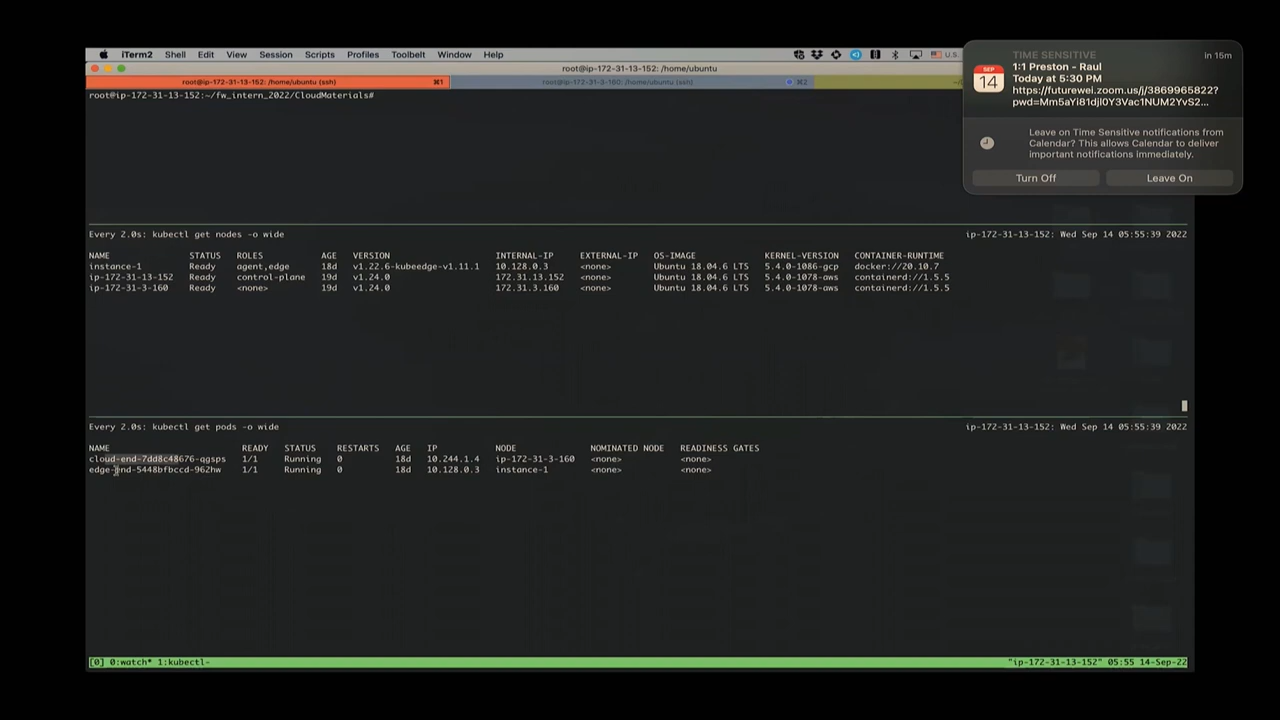 iTerm2 Shell Edit View Session Scripts Profiles Toolbelt Window Help U.S.
root@ip-172-31-13-152: /home/ubuntu
root@ip-172-31-13-152: /home/ubuntu (ssh) ⌘1 root@ip-172-31-3-160: /home/ubuntu (ssh) ⌘2
root@ip-172-31-13-152:~/fw_intern_2022/CloudMaterials#
TIME SENSITIVE in 15m
SEP
14
1:1 Preston - Raul
Today at 5:30 PM
https://futurewei.zoom.us/j/3869965822?
pwd=Mm5aYi81djl0Y3Vac1NUM2YvS2...
Leave on Time Sensitive notifications from
Calendar? This allows Calendar to deliver
important notifications immediately.
Turn Off Leave On
Every 2.0s: kubectl get nodes -o wide ip-172-31-13-152: Wed Sep 14 05:55:39 2022
NAME STATUS ROLES AGE VERSION INTERNAL-IP EXTERNAL-IP OS-IMAGE KERNEL-VERSION CONTAINER-RUNTIME
instance-1 Ready agent,edge 18d v1.22.6-kubeedge-v1.11.1 10.128.0.3 <none> Ubuntu 18.04.6 LTS 5.4.0-1086-gcp docker://20.10.7
ip-172-31-13-152 Ready control-plane 19d v1.24.0 172.31.13.152 <none> Ubuntu 18.04.6 LTS 5.4.0-1078-aws containerd://1.5.5
ip-172-31-3-160 Ready <none> 19d v1.24.0 172.31.3.160 <none> Ubuntu 18.04.6 LTS 5.4.0-1078-aws containerd://1.5.5
Every 2.0s: kubectl get pods -o wide ip-172-31-13-152: Wed Sep 14 05:55:39 2022
NAME READY STATUS RESTARTS AGE IP NODE NOMINATED NODE READINESS GATES
cloud-end-7dd8c48676-qgsps 1/1 Running 0 18d 10.244.1.4 ip-172-31-3-160 <none> <none>
edge-end-5448bfbccd-962hw 1/1 Running 0 18d 10.128.0.3 instance-1 <none> <none>
[0] 0:watch* 1:kubectl- "ip-172-31-13-152" 05:55 14-Sep-22